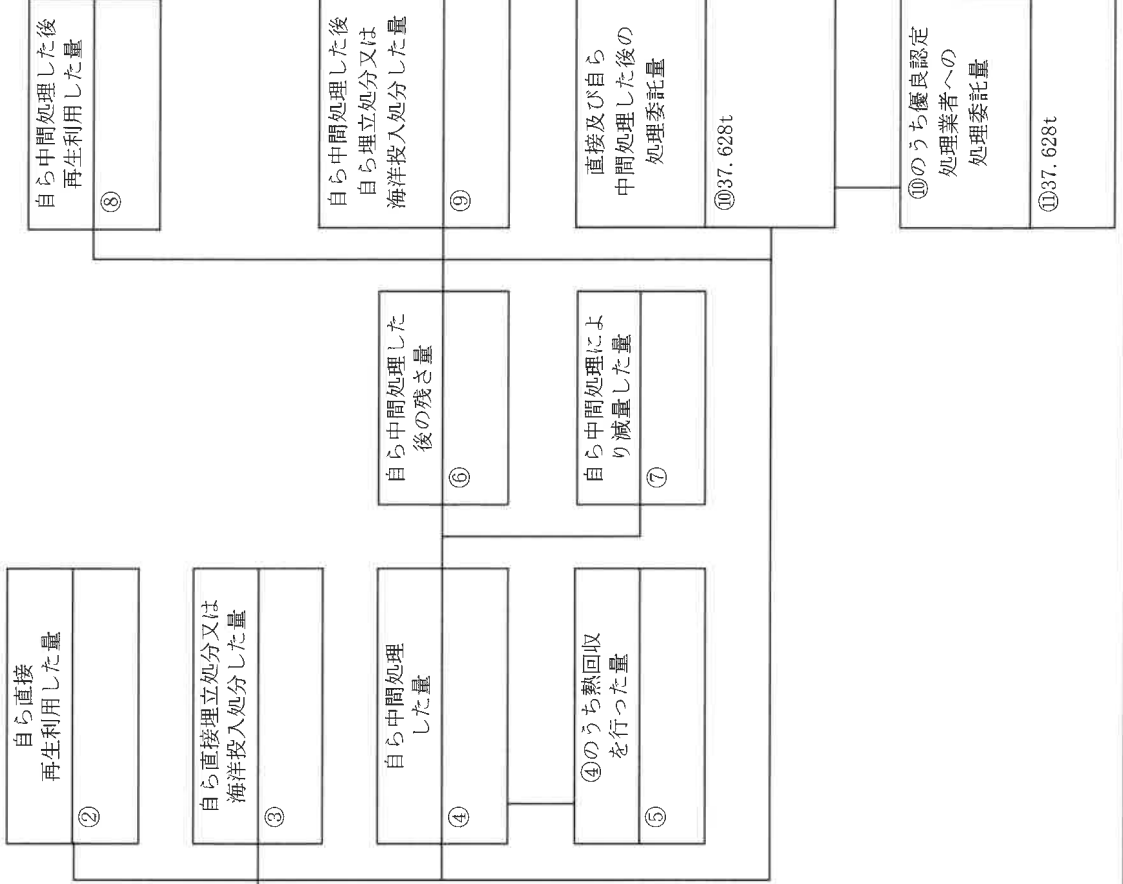 自ら直接
再生利用した量
②
自ら直接埋立処分又は
海洋投入処分した量
③
自ら中間処理
した量
④
④のうち熱回収
を行った量
⑤
自ら中間処理した
後の残さ量
⑥
自ら中間処理によ
り減量した量
⑦
自ら中間処理した後
再生利用した量
⑧
自ら中間処理した後
自ら埋立処分又は
海洋投入処分した量
⑨
直接及び自ら
中間処理した後の
処理委託量
⑩37.628t
⑩のうち優良認定
処理業者への
処理委託量
⑪37.628t